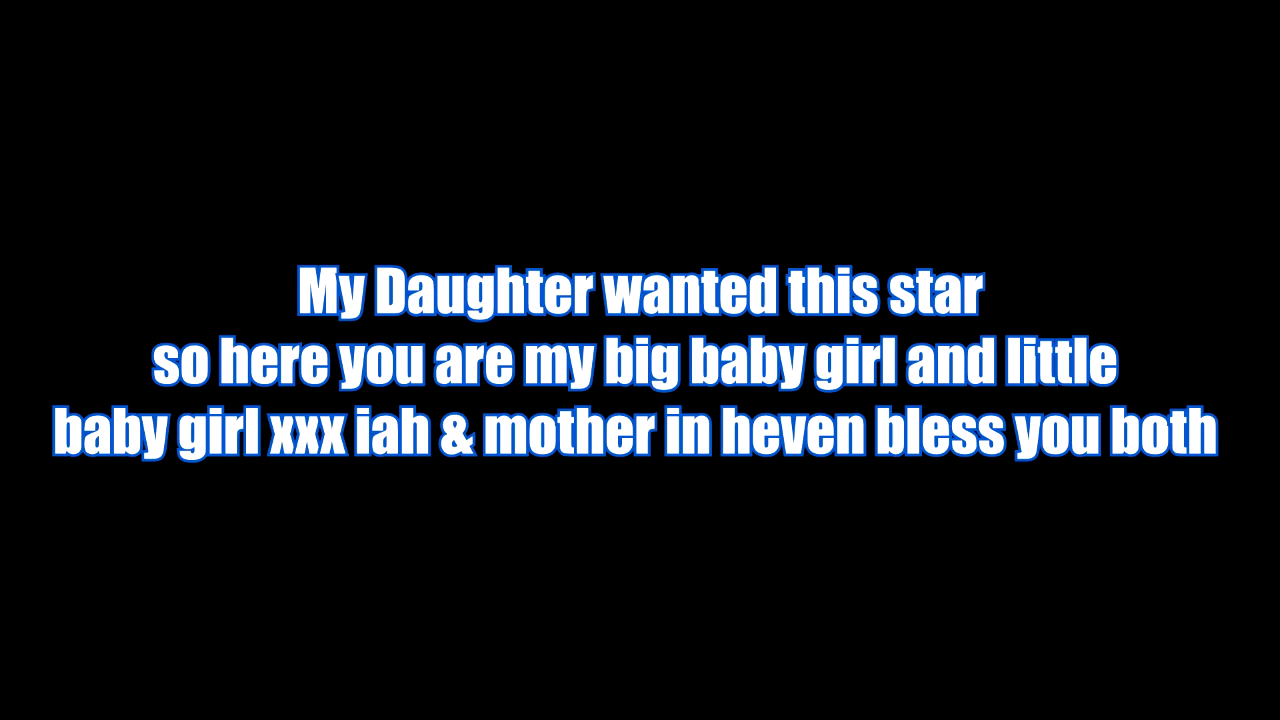 My Daughter wanted this star
so here you are my big baby girl and little
baby girl xxx iah & mother in heven bless you both